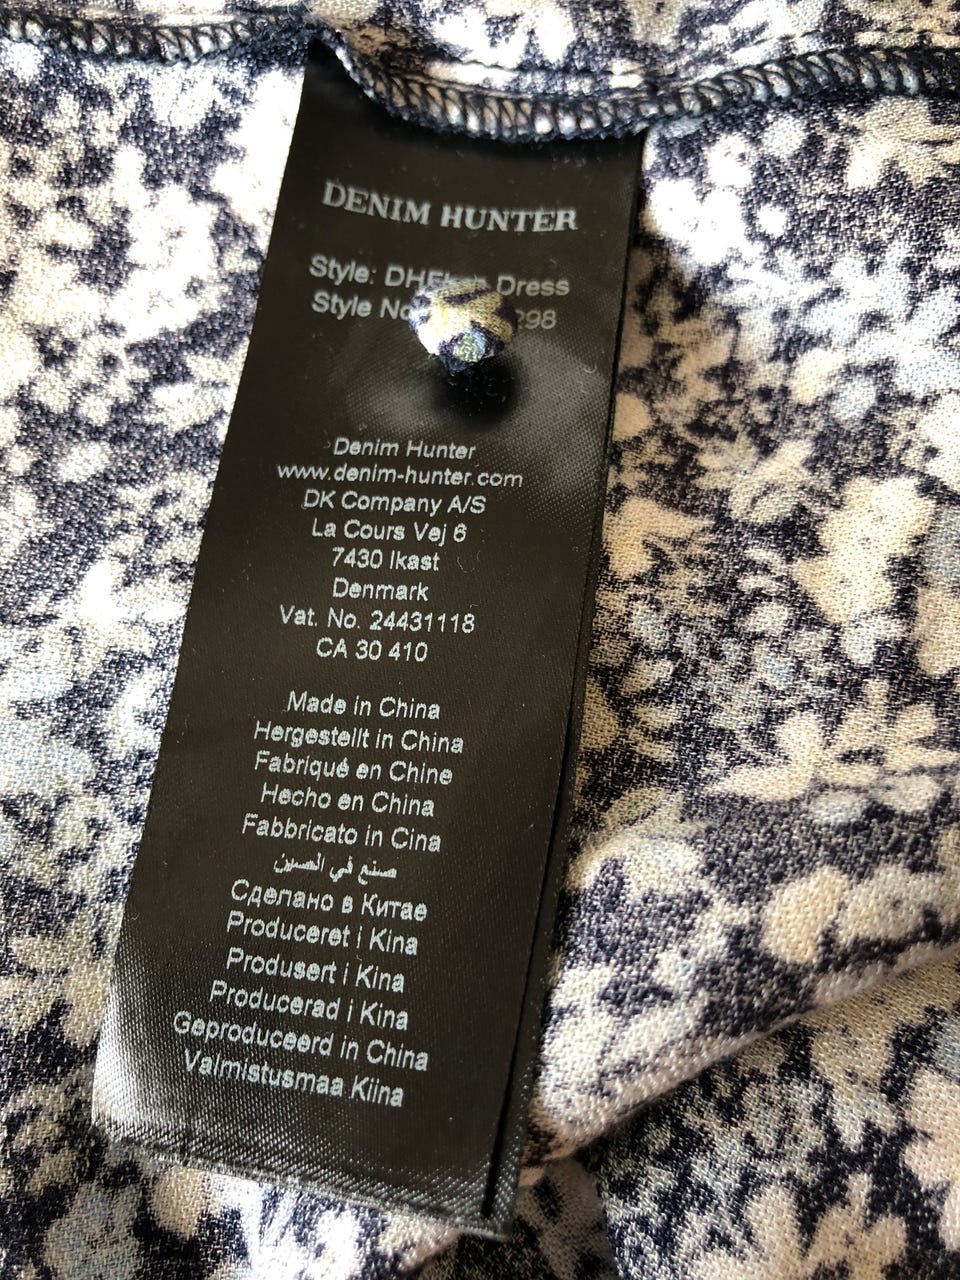 DENIM HUNTER
Style: Dress
Style
Denim Hunter
www.denim-hunter.com
DK Company A/S
La Cours Vej 6
7430 Ikast
Denmark
Vat. No. 24431118
CA 30 410
Made in China
Hergestellt in China
Fabriqué en Chine
Hecho en China
Fabbricato in Cina
صنع في الصين
Сделано в Китае
Produceret i Kina
Produsert i Kina
Producerad i Kina
Geproduceerd in China
Valmistusmaa Kiina